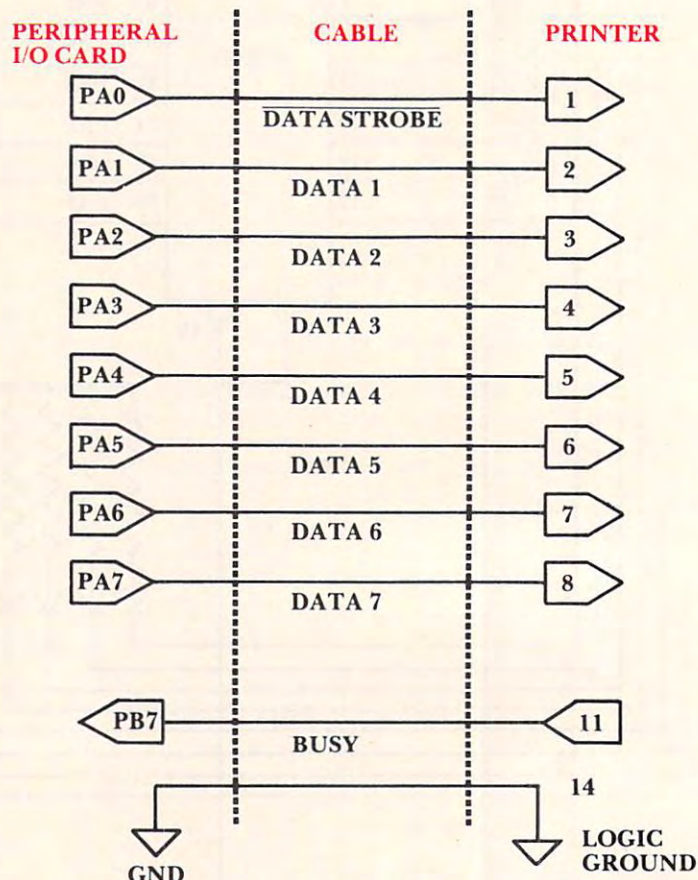 PERIPHERAL
I/O CARD
CABLE
PRINTER
PA0
DATA STROBE
1
PA1
DATA 1
2
PA2
DATA 2
3
PA3
DATA 3
4
PA4
DATA 4
5
PA5
DATA 5
6
PA6
DATA 6
7
PA7
DATA 7
8
PB7
BUSY
11
14
GND
LOGIC
GROUND